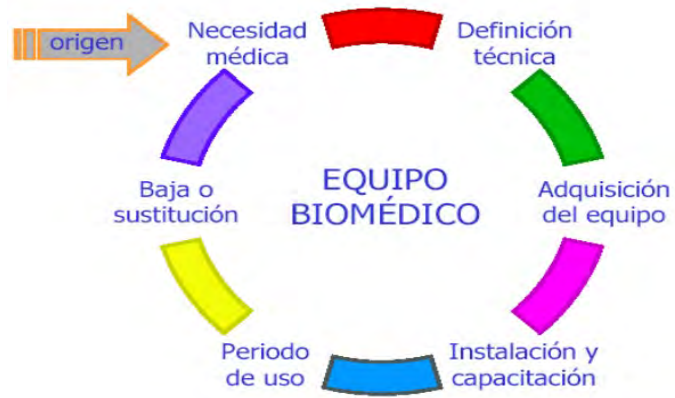 origen
Necesidad
médica
Definición
técnica
Adquisición
del equipo
Instalación y
capacitación
Periodo
de uso
Baja o
sustitución
EQUIPO
BIOMÉDICO